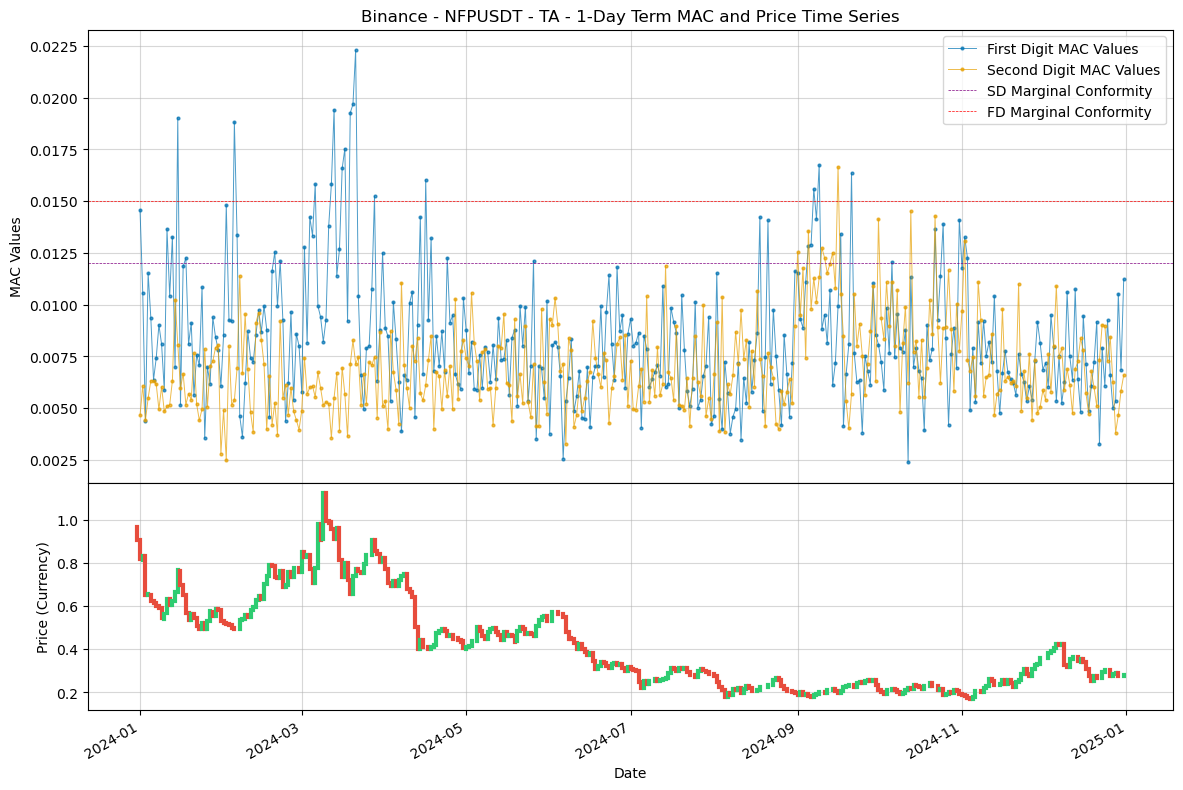 Binance - NFPUSDT - TA - 1-Day Term MAC and Price Time Series
MAC Values
0.0225
0.0200
0.0175
0.0150
0.0125
0.0100
0.0075
0.0050
0.0025
First Digit MAC Values
Second Digit MAC Values
SD Marginal Conformity
FD Marginal Conformity
Price (Currency)
1.0
0.8
0.6
0.4
0.2
2024-01
2024-03
2024-05
2024-07
2024-09
2024-11
2025-01
Date